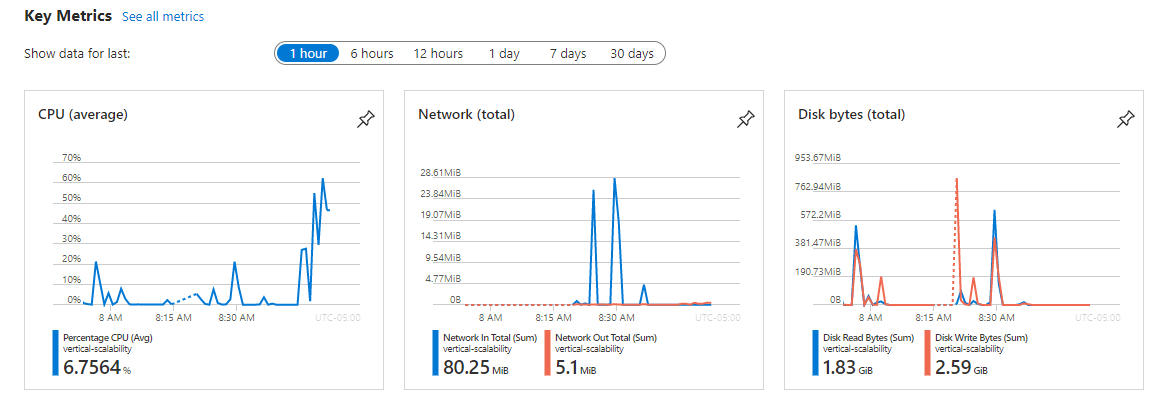 Key Metrics See all metrics
Show data for last: 1 hour 6 hours 12 hours 1 day 7 days 30 days
CPU (average)
70%
60%
50%
40%
30%
20%
10%
0%
8 AM 8:15 AM 8:30 AM UTC-05:00
Percentage CPU (Avg)
vertical-scalability
6.7564 %
Network (total)
28.61MiB
23.84MiB
19.07MiB
14.31MiB
9.54MiB
4.77MiB
0B
8 AM 8:15 AM 8:30 AM UTC-05:00
Network In Total (Sum) Network Out Total (Sum)
vertical-scalability vertical-scalability
80.25 MiB 5.1 MiB
Disk bytes (total)
953.67MiB
762.94MiB
572.2MiB
381.47MiB
190.73MiB
0B
8 AM 8:15 AM 8:30 AM UTC-05:00
Disk Read Bytes (Sum) Disk Write Bytes (Sum)
vertical-scalability vertical-scalability
1.83 GiB 2.59 GiB